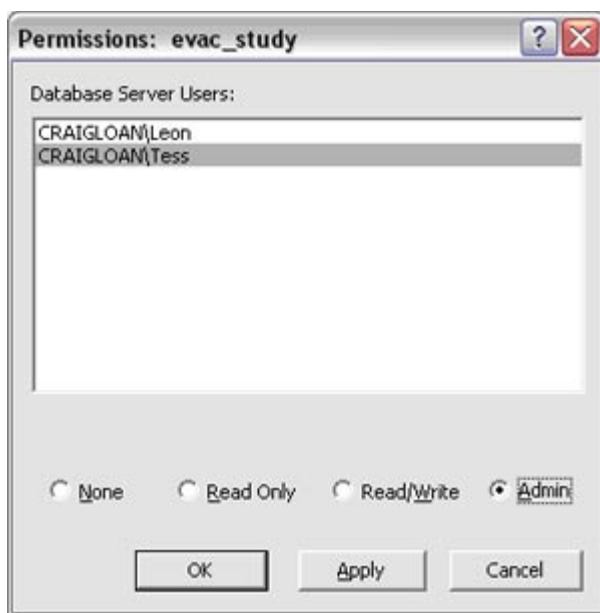 Permissions: evac_study
Database Server Users:
CRAIGLOAN\Leon
CRAIGLOAN\Tess
None Read Only Read/Write Admin
OK Apply Cancel